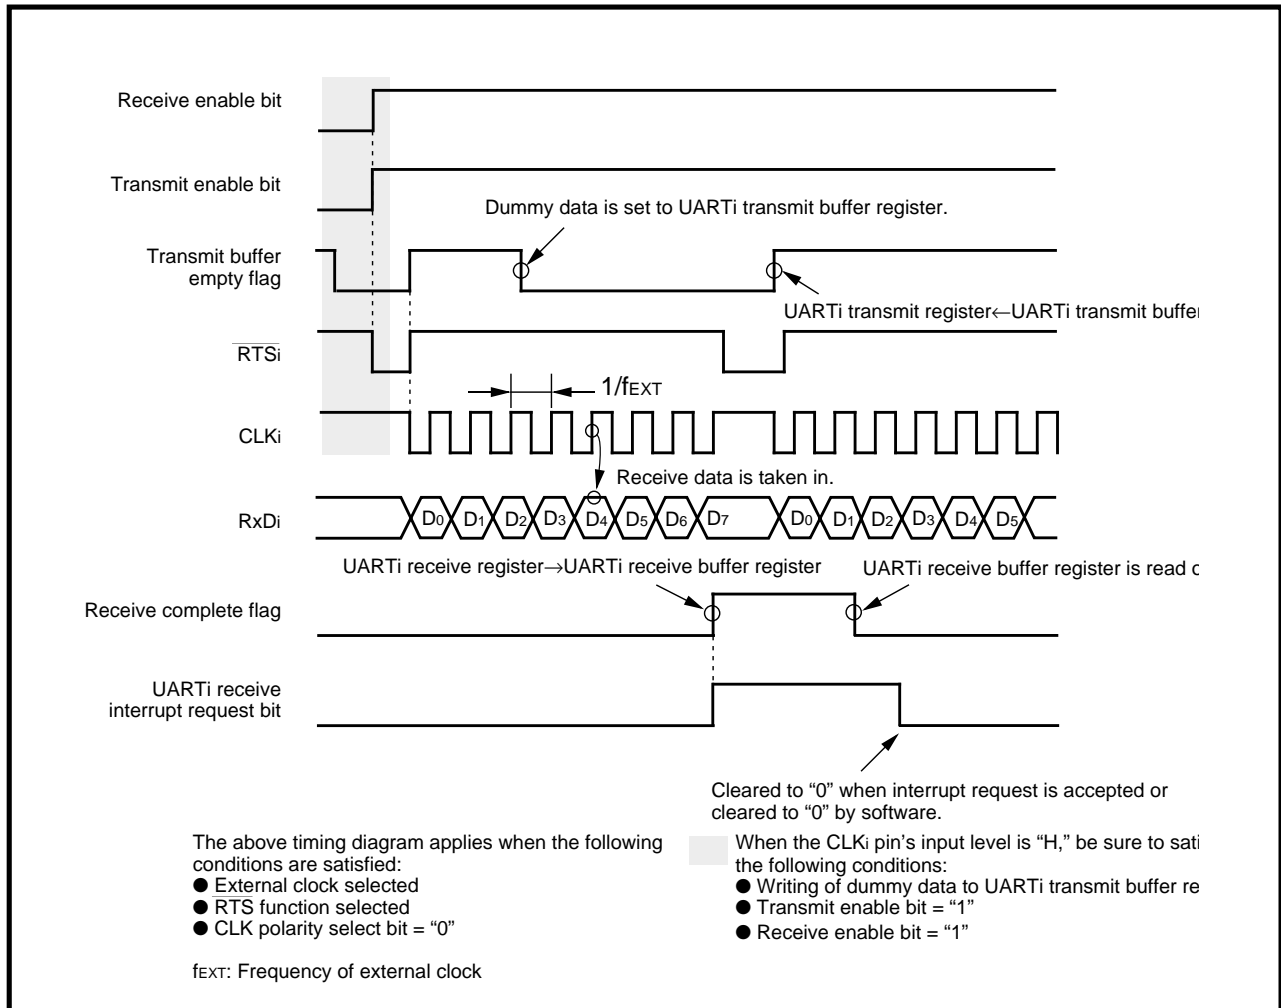 Receive enable bit
Transmit enable bit
Dummy data is set to UARTi transmit buffer register.
Transmit buffer
empty flag
UARTi transmit register←UARTi transmit buffer
RTSi
1/fEXT
CLKi
Receive data is taken in.
RxDi
D0 D1 D2 D3 D4 D5 D6 D7 D0 D1 D2 D3 D4 D5
UARTi receive register→UARTi receive buffer register
UARTi receive buffer register is read
Receive complete flag
UARTi receive
interrupt request bit
Cleared to “0” when interrupt request is accepted or
cleared to “0” by software.
The above timing diagram applies when the following
conditions are satisfied:
● External clock selected
● RTS function selected
● CLK polarity select bit = “0”
fEXT: Frequency of external clock
When the CLKi pin’s input level is “H,” be sure to
the following conditions:
● Writing of dummy data to UARTi transmit buffer
● Transmit enable bit = “1”
● Receive enable bit = “1”